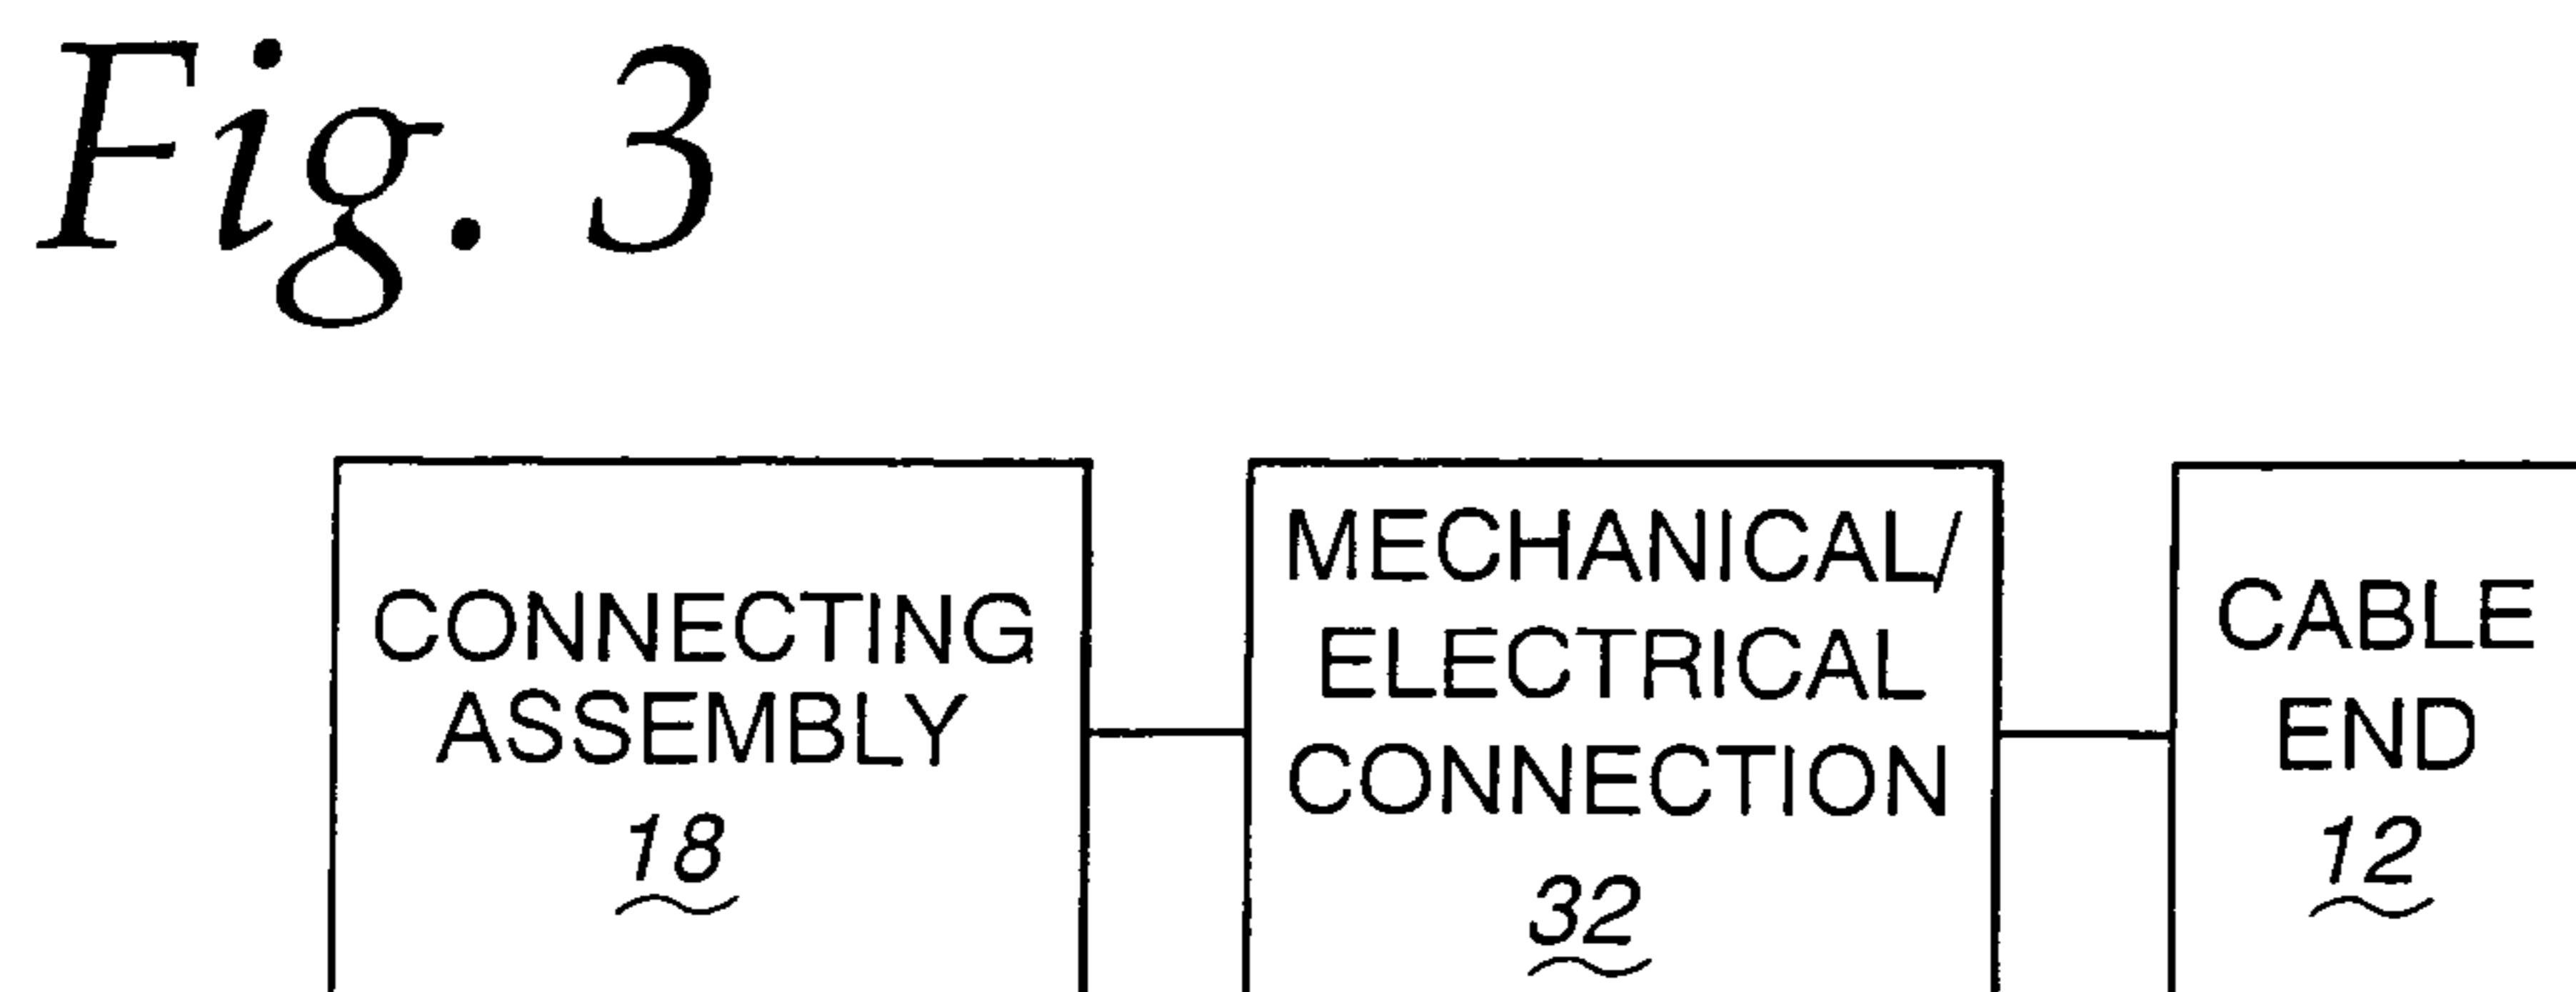 Fig. 3
CONNECTING
ASSEMBLY
18
MECHANICAL/
ELECTRICAL
CONNECTION
32
CABLE
END
12